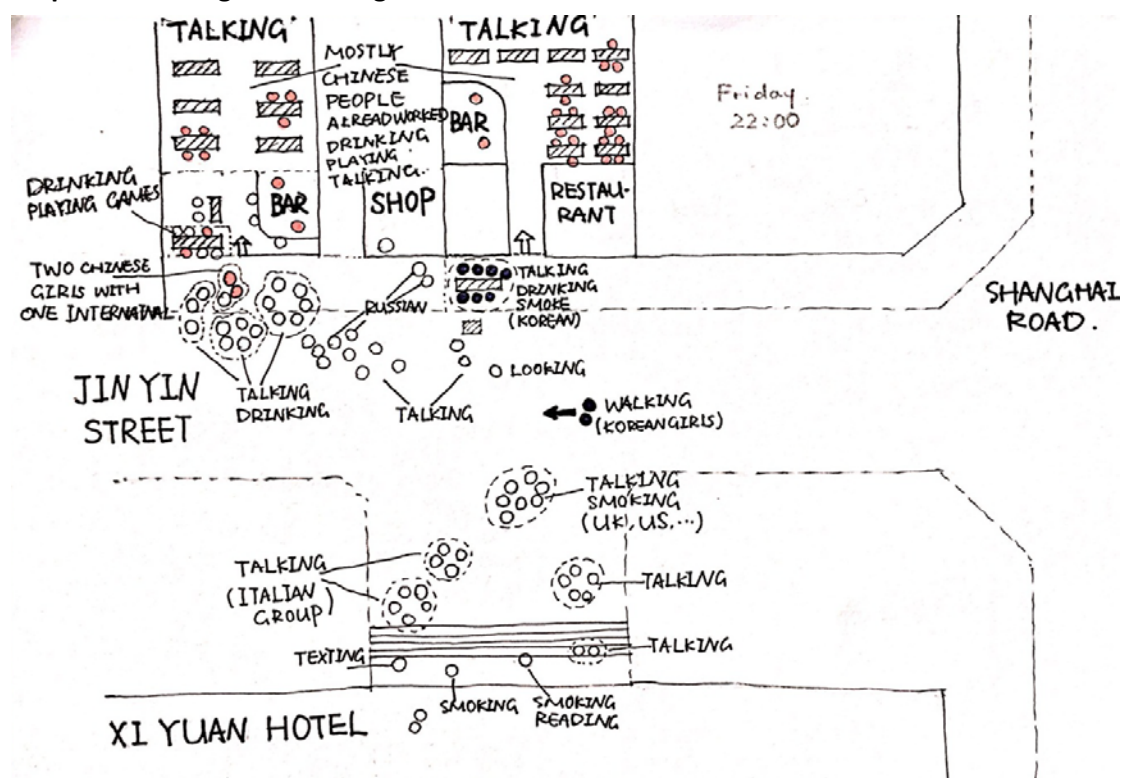 'TALKING'
'TALKING'
MOSTLY
CHINESE
PEOPLE
ALREADWORKED
DRINKING
PLAYING
TALKING.
BAR
Friday.
22:00
DRINKING
PLAYING GAMES
BAR
SHOP
RESTAU-
RANT
TWO CHINESE
GIRLS WITH
ONE INTERNATNAL
RUSSIAN
TALKING
DRINKING
SMOKE
(KOREAN)
SHANGHAI
ROAD.
JIN YIN
STREET
TALKING
DRINKING
TALKING
LOOKING
WALKING
(KOREAN GIRLS)
TALKING
SMOKING
(UK, US, ...)
TALKING
(ITALIAN
GROUP)
TALKING
TEXTING
TALKING
SMOKING
SMOKING
READING
XI YUAN HOTEL